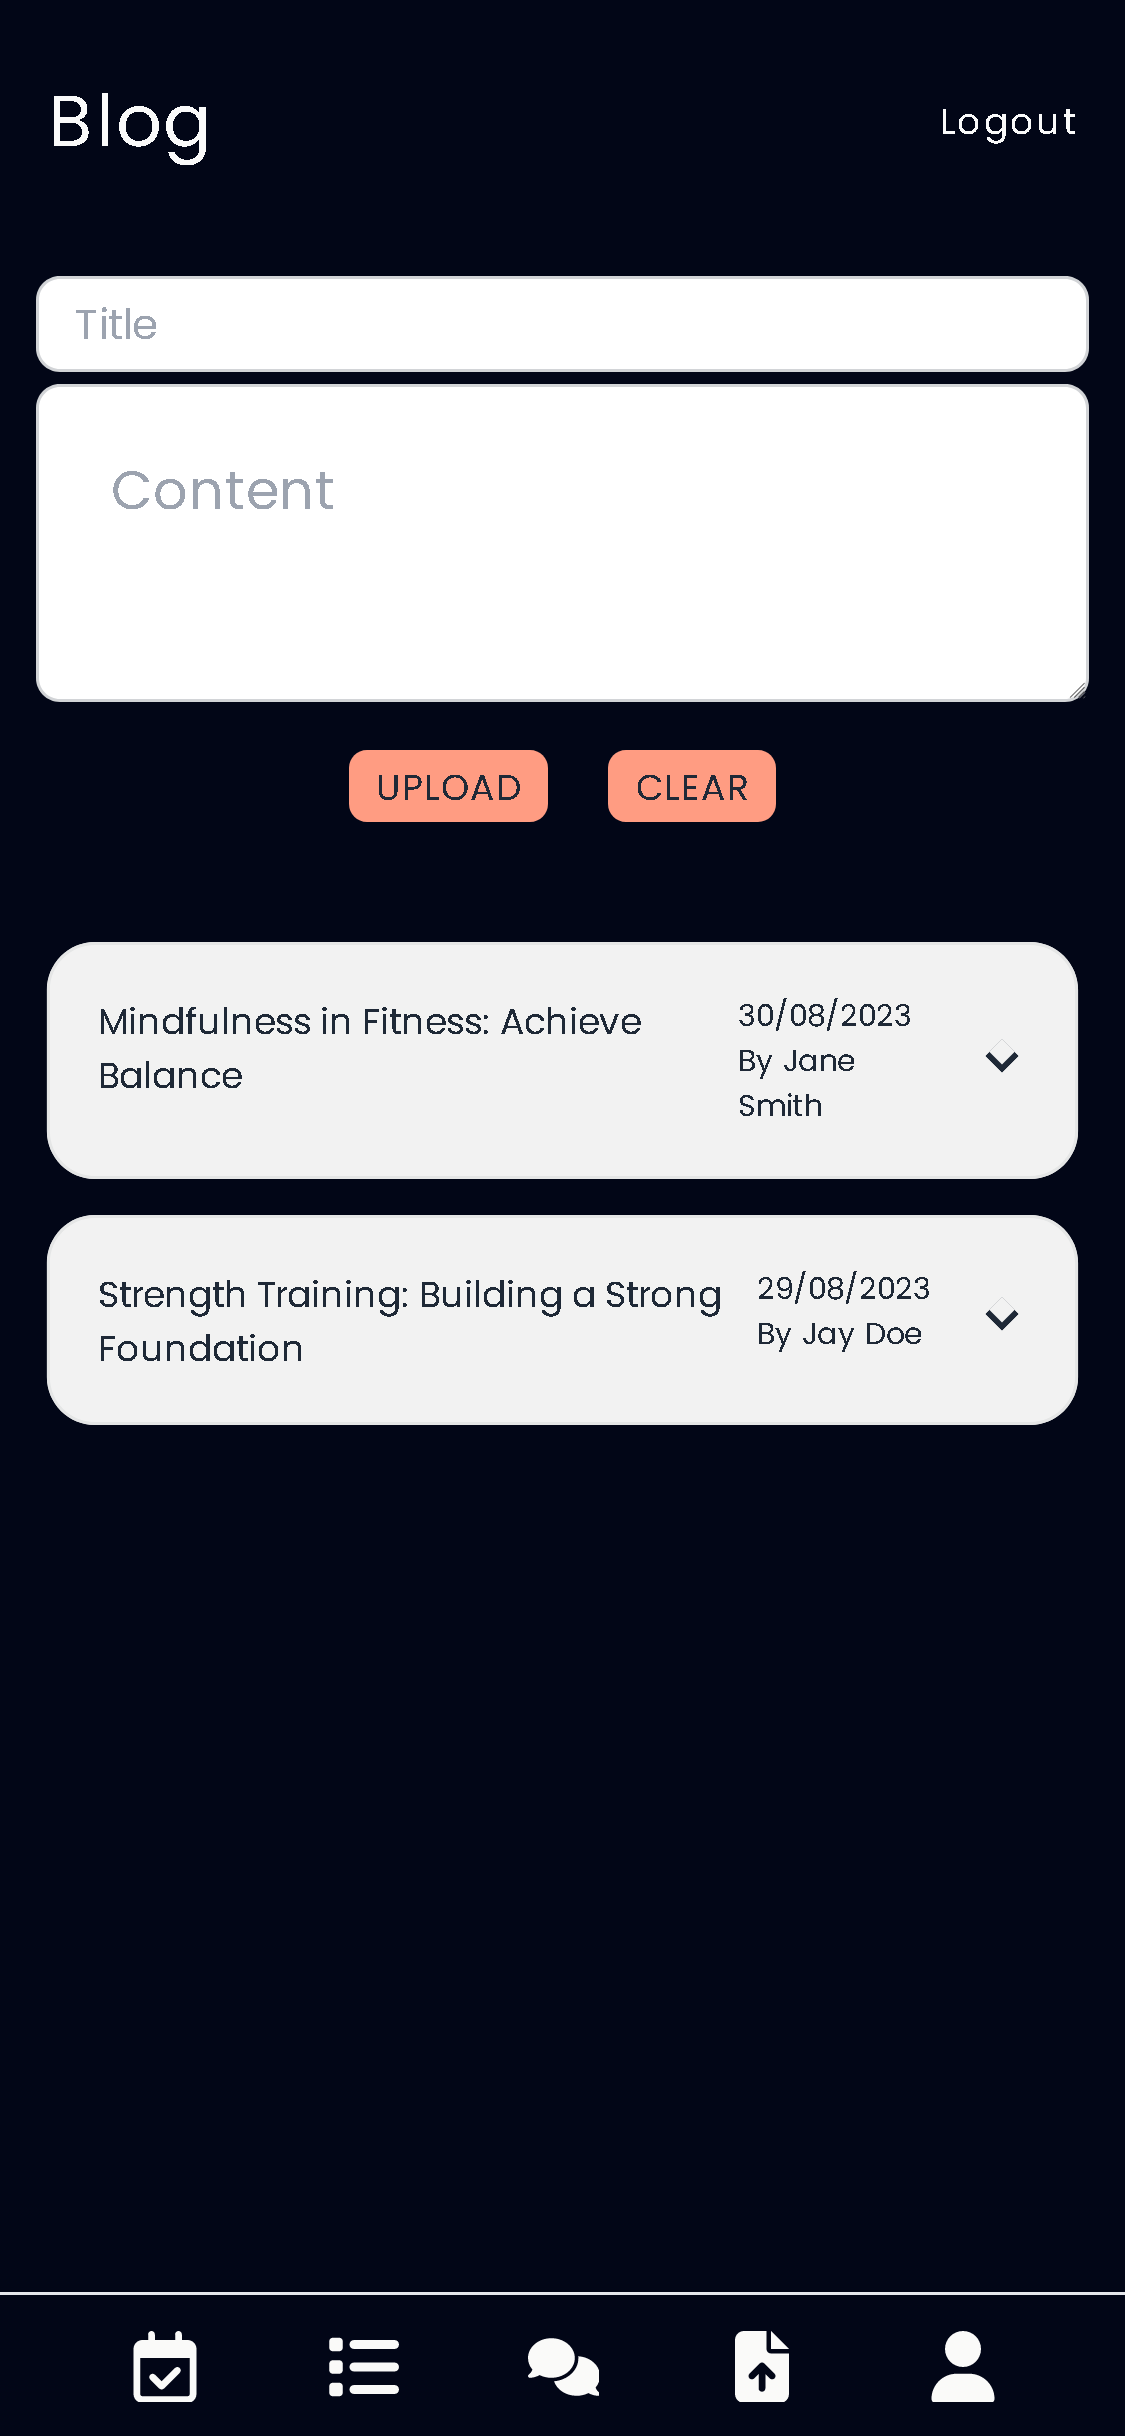 Blog
Logout
Title
Content
UPLOAD
CLEAR
Mindfulness in Fitness: Achieve
Balance
30/08/2023
By Jane
Smith
Strength Training: Building a Strong
Foundation
29/08/2023
By Jay Doe